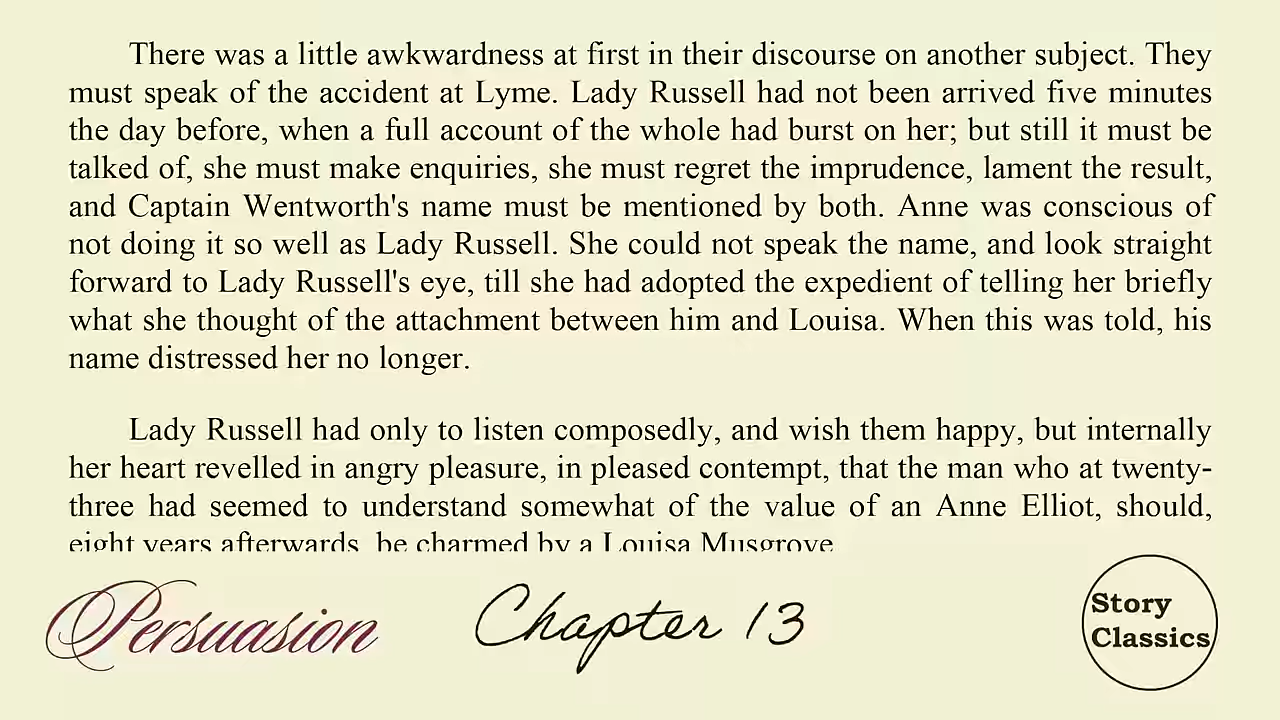 There was a little awkwardness at first in their discourse on another subject. They
must speak of the accident at Lyme. Lady Russell had not been arrived five minutes
the day before, when a full account of the whole had burst on her; but still it must be
talked of, she must make enquiries, she must regret the imprudence, lament the result,
and Captain Wentworth's name must be mentioned by both. Anne was conscious of
not doing it so well as Lady Russell. She could not speak the name, and look straight
forward to Lady Russell's eye, till she had adopted the expedient of telling her briefly
what she thought of the attachment between him and Louisa. When this was told, his
name distressed her no longer.
Lady Russell had only to listen composedly, and wish them happy, but internally
her heart revelled in angry pleasure, in pleased contempt, that the man who at twenty-
three had seemed to understand somewhat of the value of an Anne Elliot, should,
eight years afterwards, be charmed by a Louisa Musgrove.
Persuasion
Chapter 13
Story
Classics